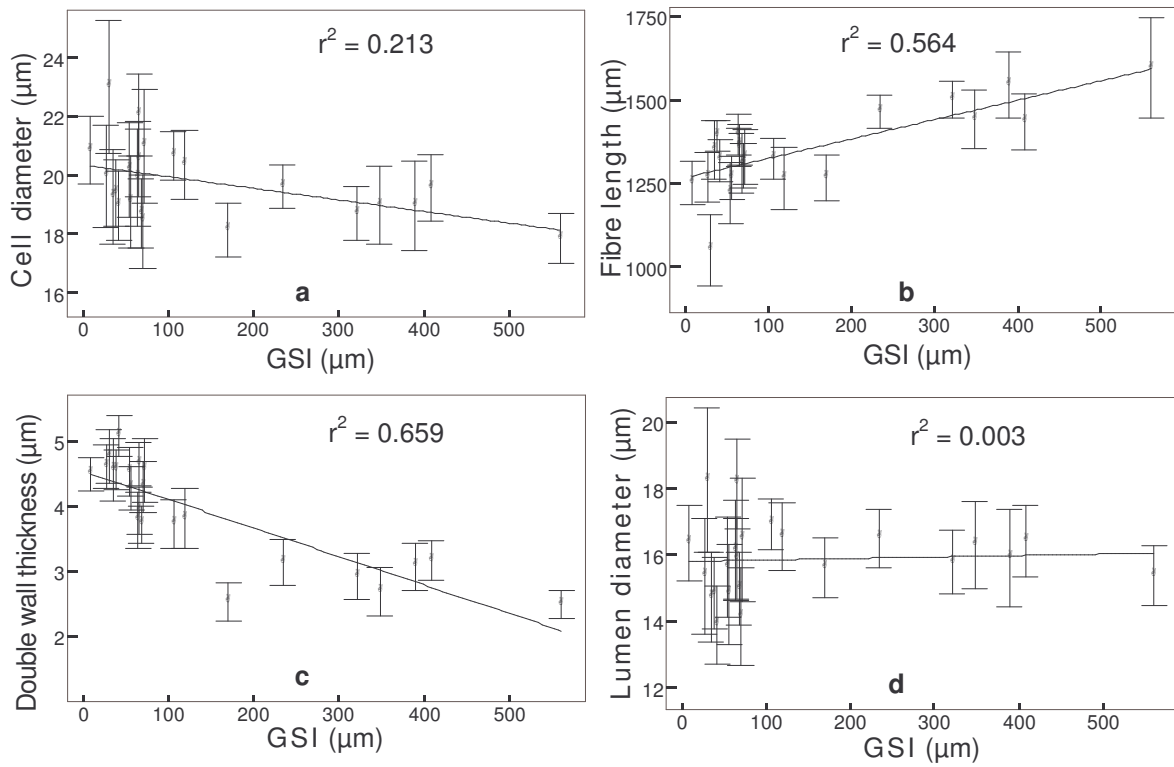 r² = 0.213
Cell diameter (µm)
24
22
20
18
16
a
0 100 200 300 400 500
GSI (µm)
r² = 0.564
Fibre length (µm)
1750
1500
1250
1000
b
0 100 200 300 400 500
GSI (µm)
r² = 0.659
Double wall thickness (µm)
5
4
3
2
c
0 100 200 300 400 500
GSI (µm)
r² = 0.003
Lumen diameter (µm)
20
18
16
14
12
d
0 100 200 300 400 500
GSI (µm)